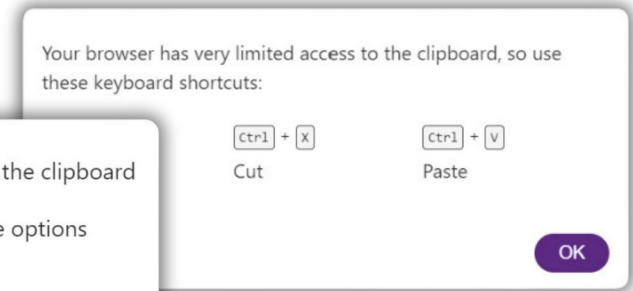 Your browser has very limited access to the clipboard, so use
these keyboard shortcuts:
Ctrl + X
Cut
Ctrl + V
Paste
the clipboard
options
OK